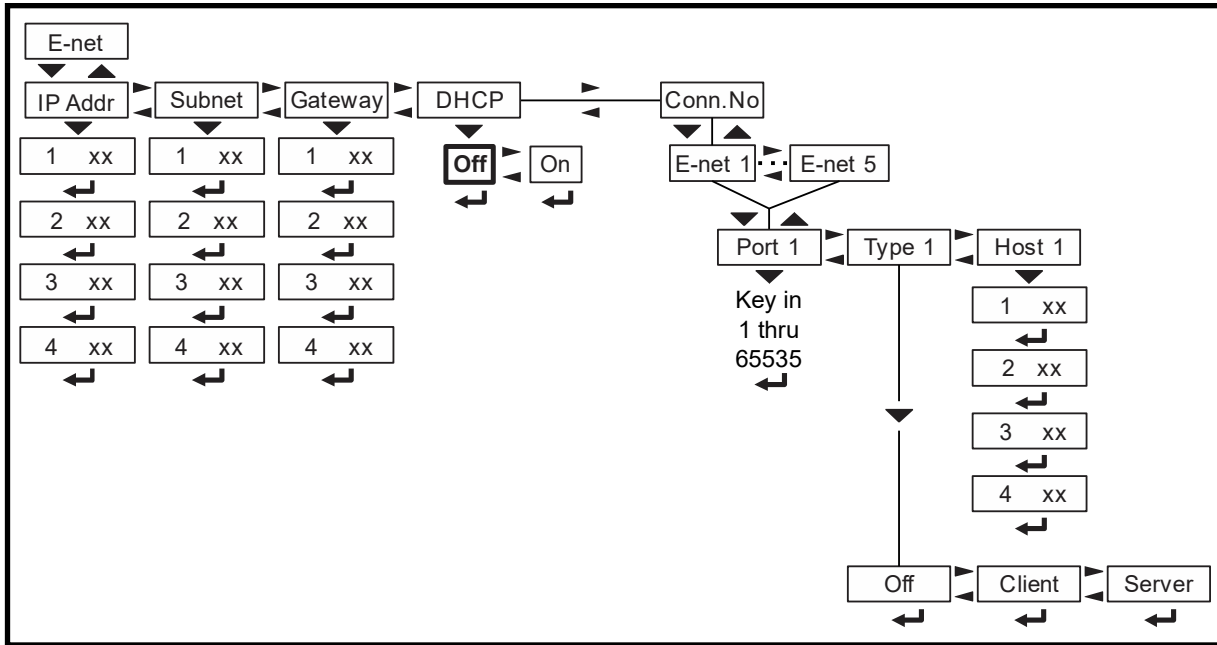 E-net
IP Addr Subnet Gateway DHCP Conn.No
1 xx 1 xx 1 xx Off On E-net 1 E-net 5
2 xx 2 xx 2 xx
Port 1 Type 1 Host 1
3 xx 3 xx 3 xx Key in 1 xx
1 thru
4 xx 4 xx 4 xx 65535 2 xx
3 xx
4 xx
Off Client Server